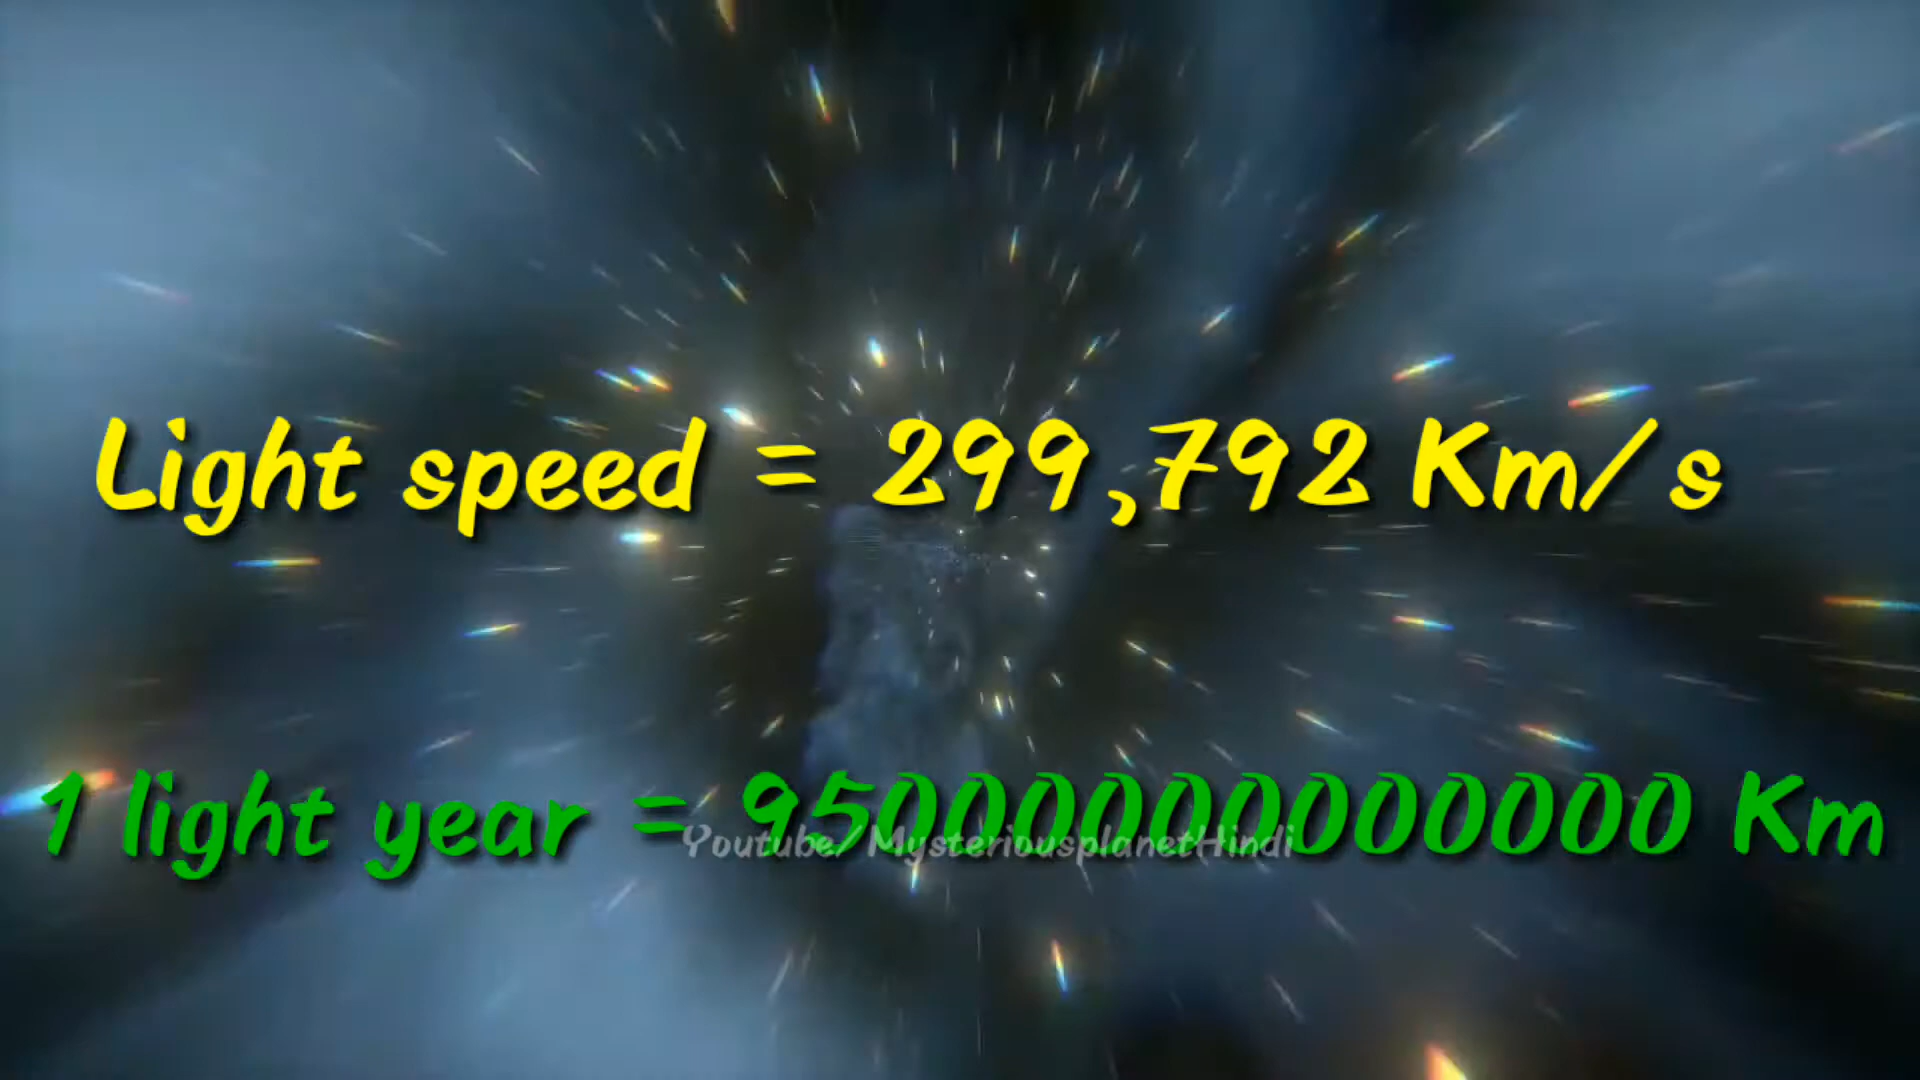 Light speed = 299,792 Km/s
1 light year = 95000000000000 Km
Youtube/MysteriousplanetHindi